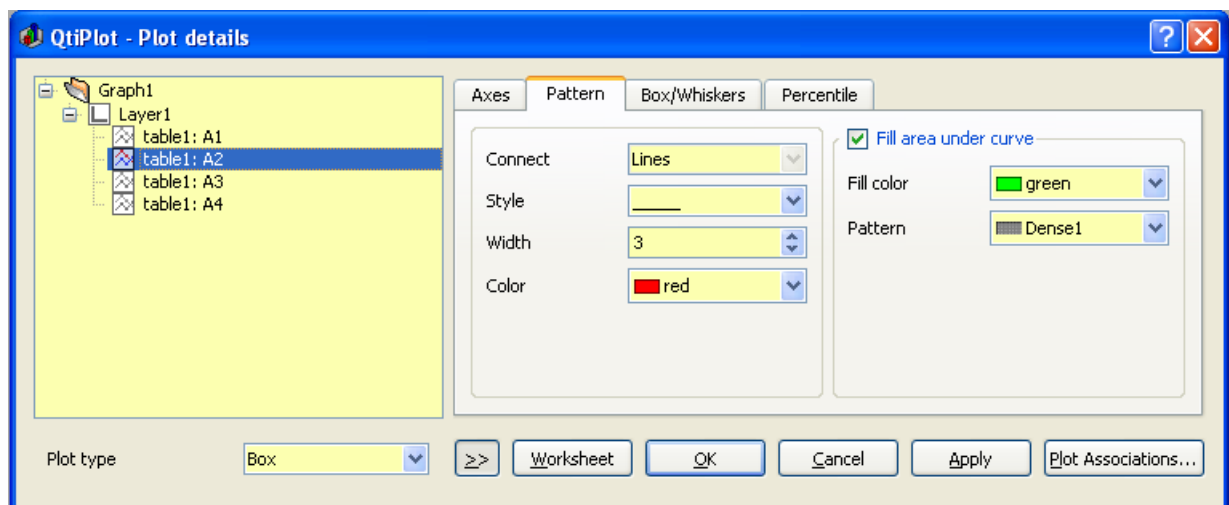 QtiPlot - Plot details
Graph1
Layer1
table1: A1
table1: A2
table1: A3
table1: A4
Axes Pattern Box/Whiskers Percentile
Connect Lines
Style
Width 3
Color red
Fill area under curve
Fill color green
Pattern Dense1
Plot type Box
>> Worksheet OK Cancel Apply Plot Associations...